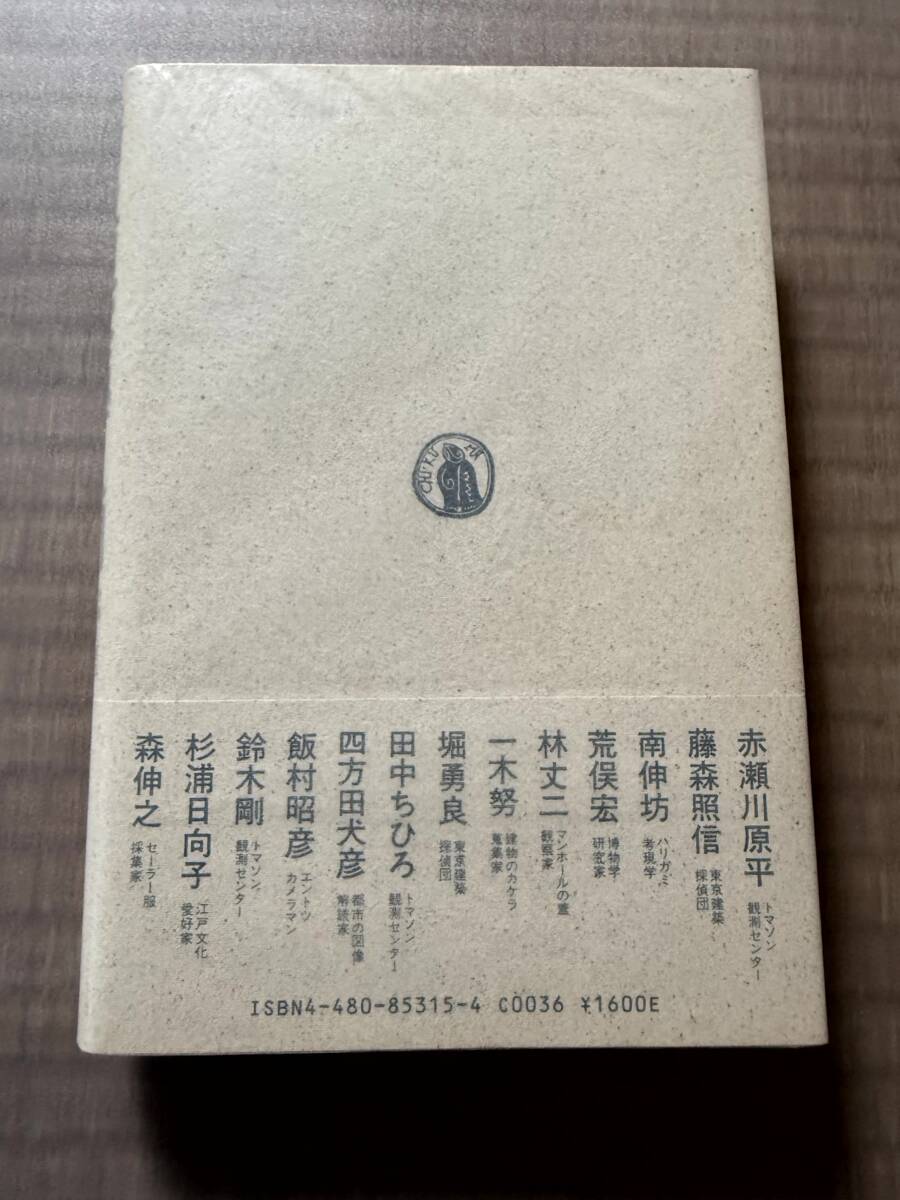 CHI・KU MA
赤瀬川原平
トマソン
観測センター
藤森照信
東京建築
探偵団
南伸坊
ハリガミ
考現学
荒俣宏
博物学
研究家
林丈二
マンホールの蓋
観察家
一木努
建物のカケラ
蒐集家
堀勇良
東京建築
探偵団
田中ちひろ
トマソン
観測センター
四方田犬彦
都市の図像
解読家
飯村昭彦
エントツ
カメラマン
鈴木剛
トマソン
観測センター
杉浦日向子
江戸文化
愛好家
森伸之
セーラー服
採集家
ISBN4-480-85315-4 C0036 ¥1600E